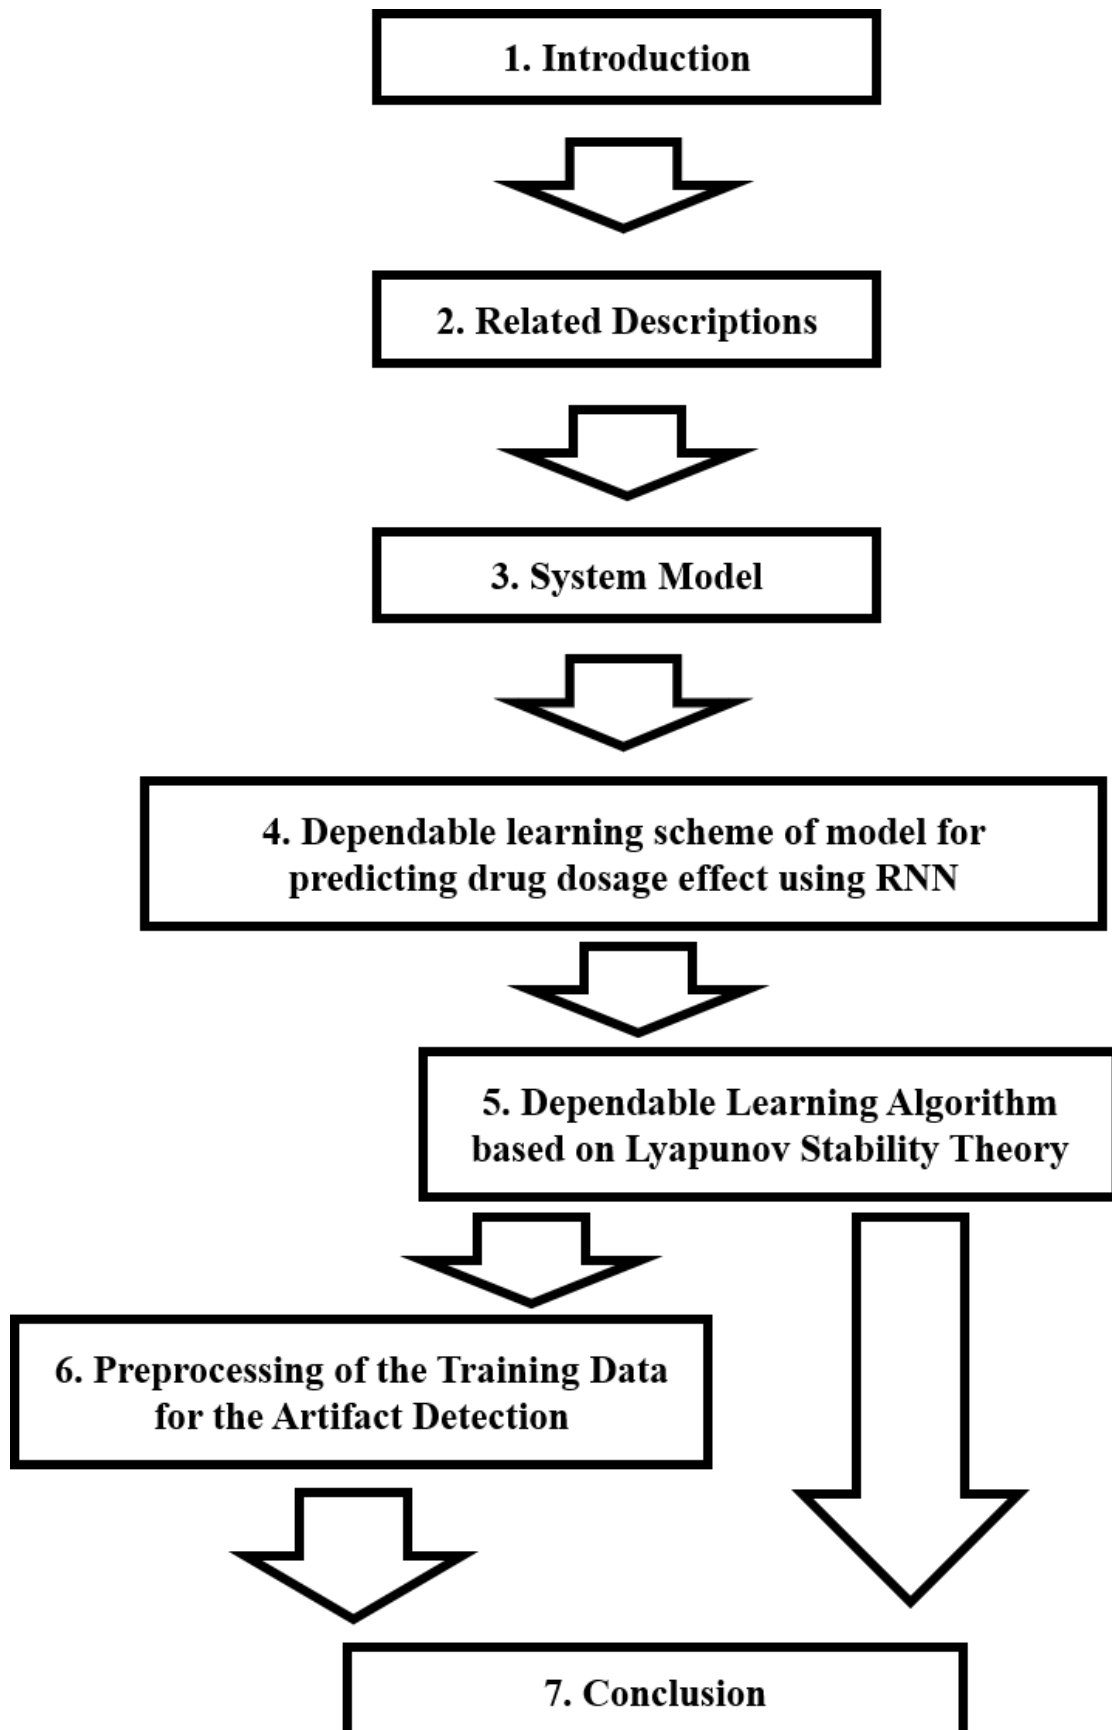 1. Introduction
2. Related Descriptions
3. System Model
4. Dependable learning scheme of model for
predicting drug dosage effect using RNN
5. Dependable Learning Algorithm
based on Lyapunov Stability Theory
6. Preprocessing of the Training Data
for the Artifact Detection
7. Conclusion